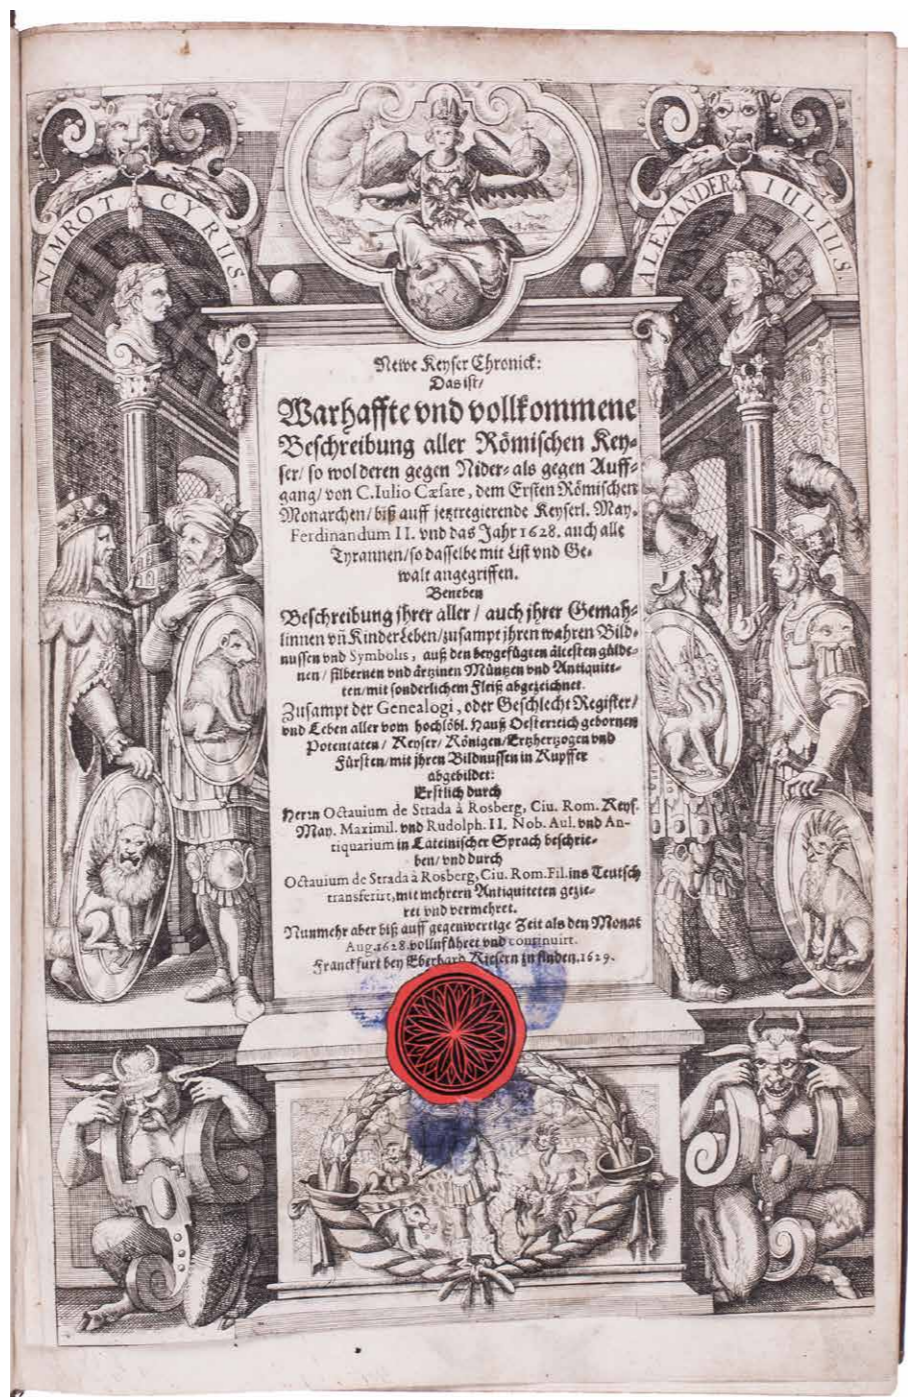 NIMROT CYRUS
ALEXANDER IULIUS
Newe Keyser Chronick:
Das ist/
Warhaffte vnd vollkommene
Beschreibung aller Römischen Key-
ser/ so wol deren gegen Nider- als gegen Auff-
gang/ von C. Iulio Cæsare, dem Ersten Römischen
Monarchen/ biß auff jetztregierende Keyserl. May.
Ferdinandum II. vnd das Jahr 1628. auch alle
Tyrannen/ so dasselbe mit List vnd Ge-
walt angegriffen.
Beneben
Beschreibung jhrer aller/ auch jhrer Gemah-
linnen vn̄ Kinder Leben/ zusampt jhren wahren Bild-
nussen vnd Symbolis, auß den beygefügten ältesten gülde-
nen/ silbernen vnd ärtzinen Müntzen vnd Antiquit-
ten/ mit sonderlichem Fleiß abgezeichnet.
Zusampt der Genealogi, oder Geschlecht Register/
vnd Leben aller vom hochlöbl. Hauß Oesterreich gebornen
Potentaten/ Keyser/ Königen/ Ertzhertzogen vnd
Fürsten/ mit jhren Bildnussen in Kupffer
abgebildet:
Erstlich durch
Herrn Octauium de Strada à Rosberg, Ciu. Rom. Keys.
May. Maximil. vnd Rudolph. II. Nob. Aul. vnd An-
tiquarium in Lateinischer Sprach beschrie-
ben/ vnd durch
Octauium de Strada à Rosberg, Ciu. Rom. Fil. ins Teutsch
transferirt, mit mehrern Antiquiteten gezie-
ret vnd vermehret.
Nunmehr aber biß auff gegenwertige Zeit als den Monat
Aug. 1628. vollnführet vnd continuirt.
Franckfurt bey Eberhard Kiesern zu finden. 1629.